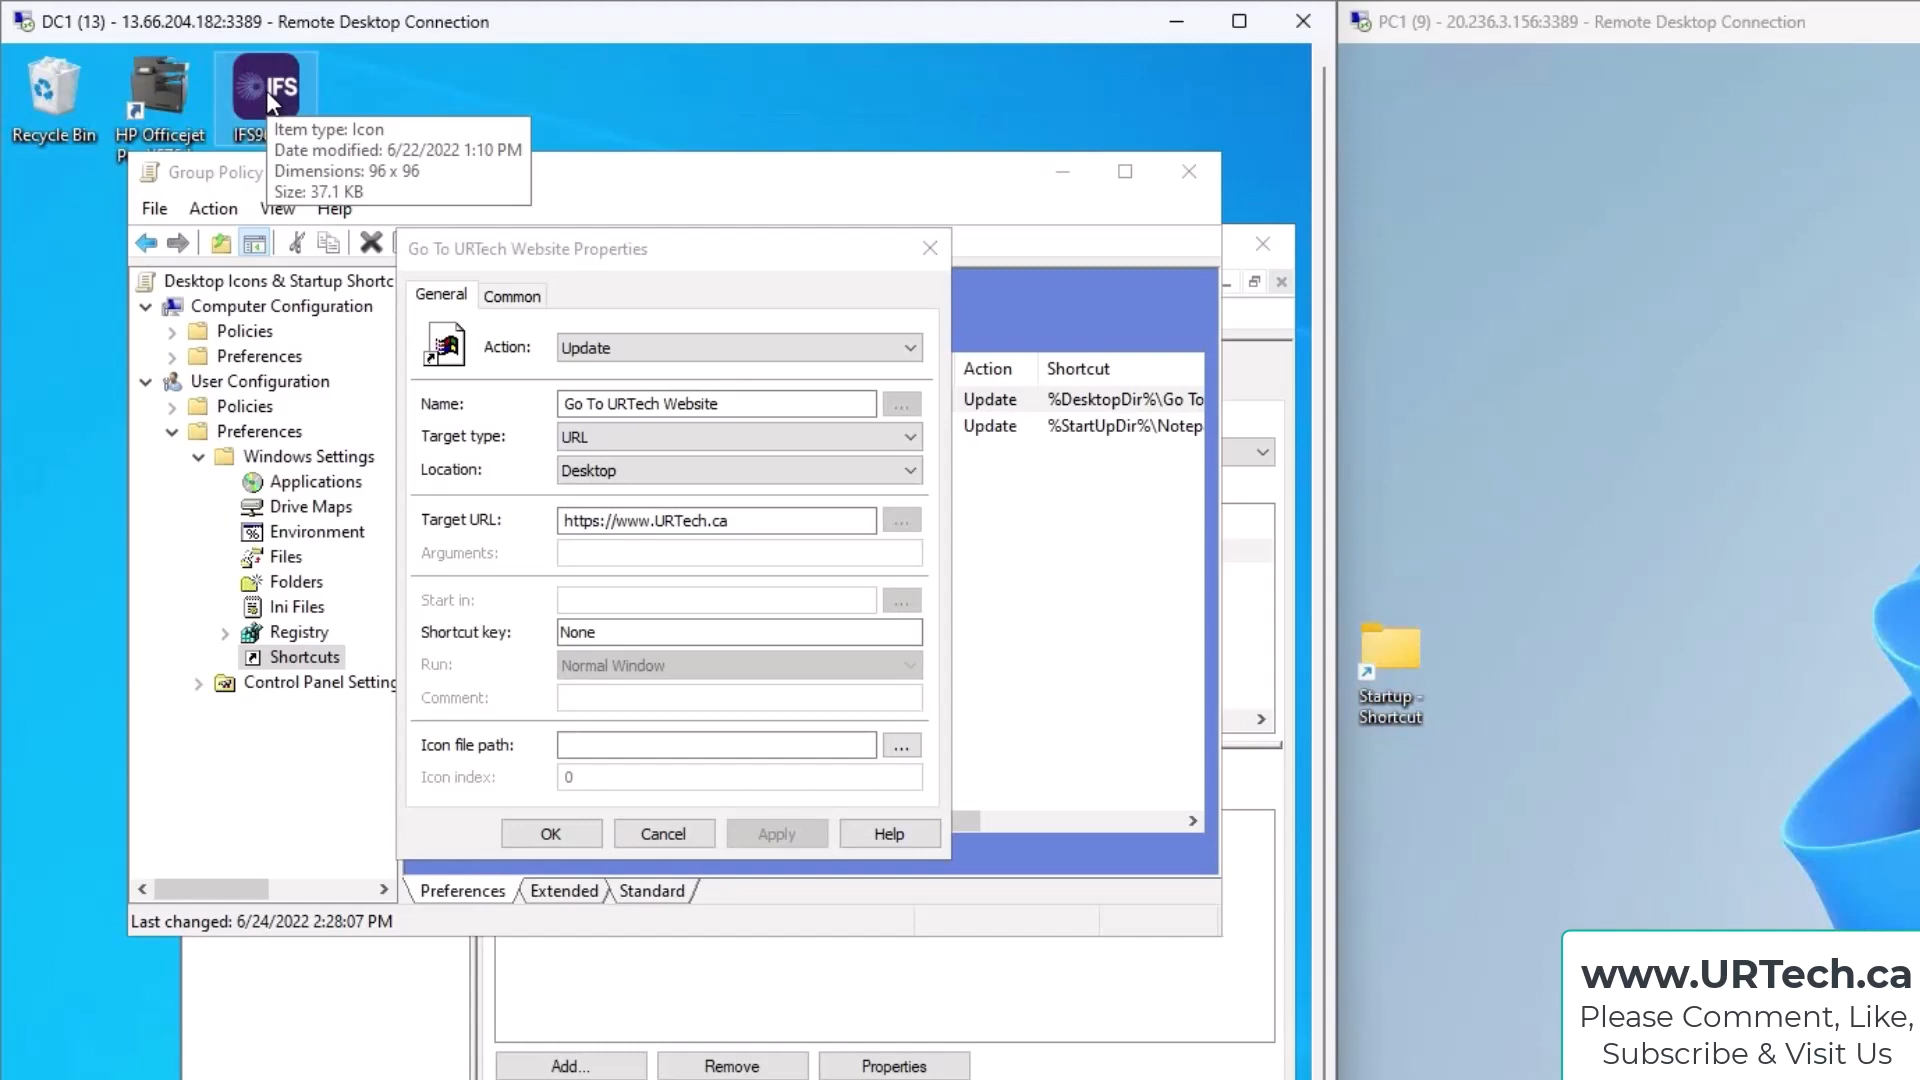 DC1 (13) - 13.66.204.182:3389 - Remote Desktop Connection
PC1 (9) - 20.236.3.156:3389 - Remote Desktop Connection
IFS
Recycle Bin
HP Officejet
Item type: Icon
Date modified: 6/22/2022 1:10 PM
Dimensions: 96 x 96
Size: 37.1 KB
Group Policy
File Action View Help
Go To URTech Website Properties
Desktop Icons & Startup Shortc
Computer Configuration
Policies
Preferences
User Configuration
Policies
Preferences
Windows Settings
Applications
Drive Maps
Environment
Files
Folders
Ini Files
Registry
Shortcuts
Control Panel Setting
General Common
Action: Update
Name: Go To URTech Website ...
Target type: URL
Location: Desktop
Target URL: https://www.URTech.ca ...
Arguments:
Start in: ...
Shortcut key: None
Run: Normal Window
Comment:
Icon file path: ...
Icon index: 0
OK Cancel Apply Help
Action Shortcut
Update %DesktopDir%\Go To
Update %StartUpDir%\Notep
Preferences Extended Standard
Last changed: 6/24/2022 2:28:07 PM
Add... Remove Properties
Startup -
Shortcut
www.URTech.ca
Please Comment, Like,
Subscribe & Visit Us